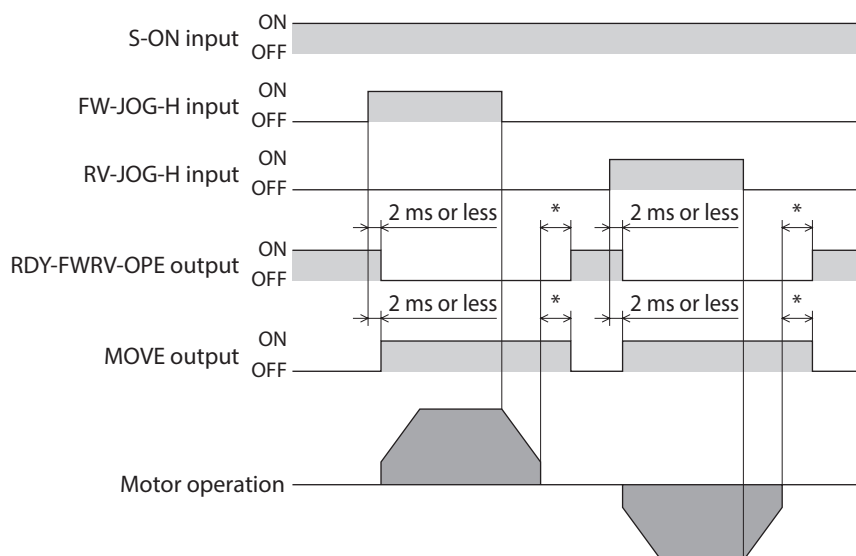 S-ON input
ON
OFF
FW-JOG-H input
ON
OFF
RV-JOG-H input
ON
OFF
2 ms or less
*
2 ms or less
*
RDY-FWRV-OPE output
ON
OFF
2 ms or less
*
2 ms or less
*
MOVE output
ON
OFF
Motor operation